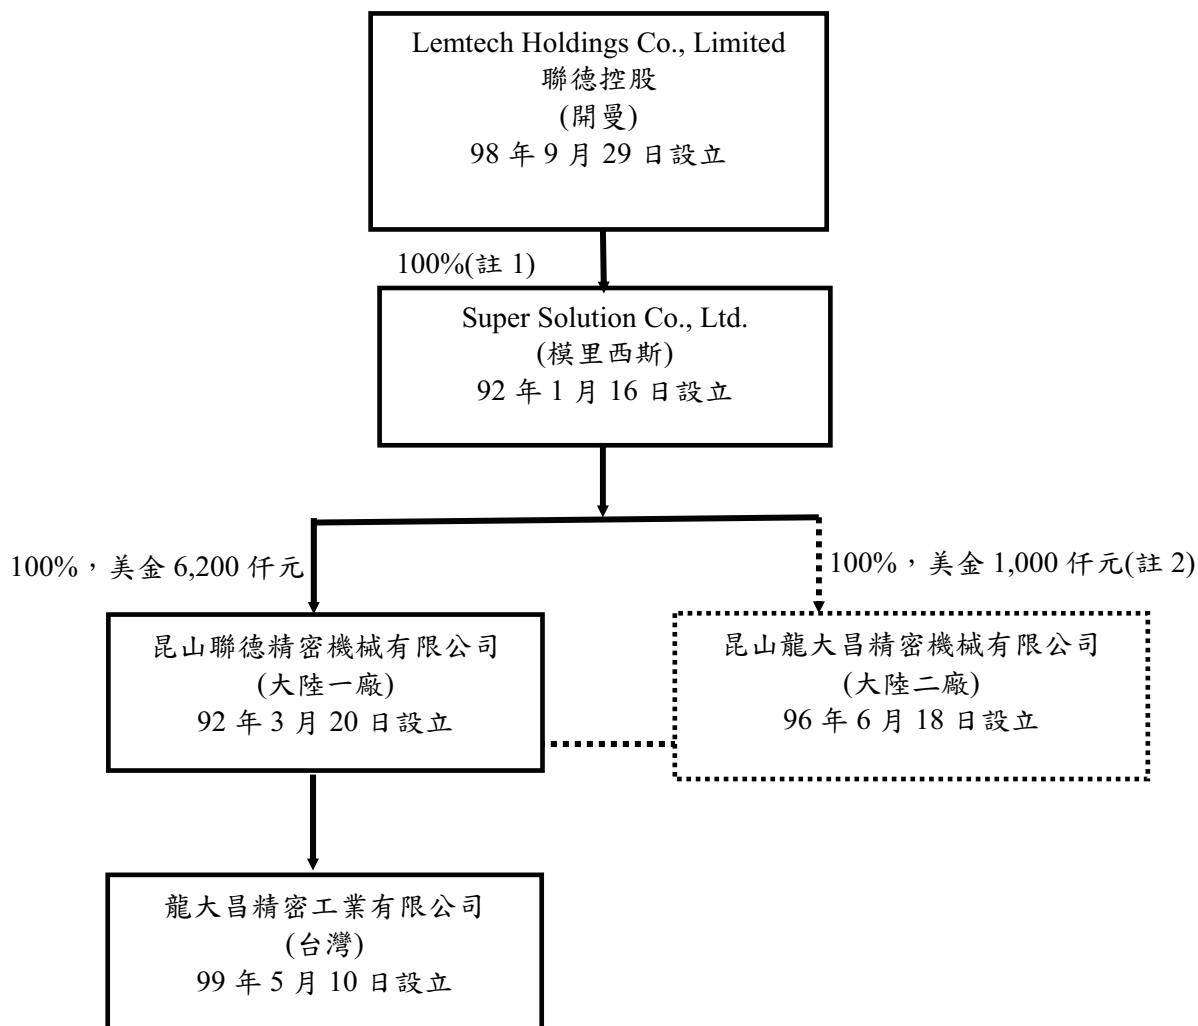 Lemtech Holdings Co., Limited
聯德控股
(開曼)
98 年 9 月 29 日設立
100%(註 1)
Super Solution Co., Ltd.
(模里西斯)
92 年 1 月 16 日設立
100%，美金 6,200 仟元
100%，美金 1,000 仟元(註 2)
昆山聯德精密機械有限公司
(大陸一廠)
92 年 3 月 20 日設立
昆山龍大昌精密機械有限公司
(大陸二廠)
96 年 6 月 18 日設立
龍大昌精密工業有限公司
(台灣)
99 年 5 月 10 日設立